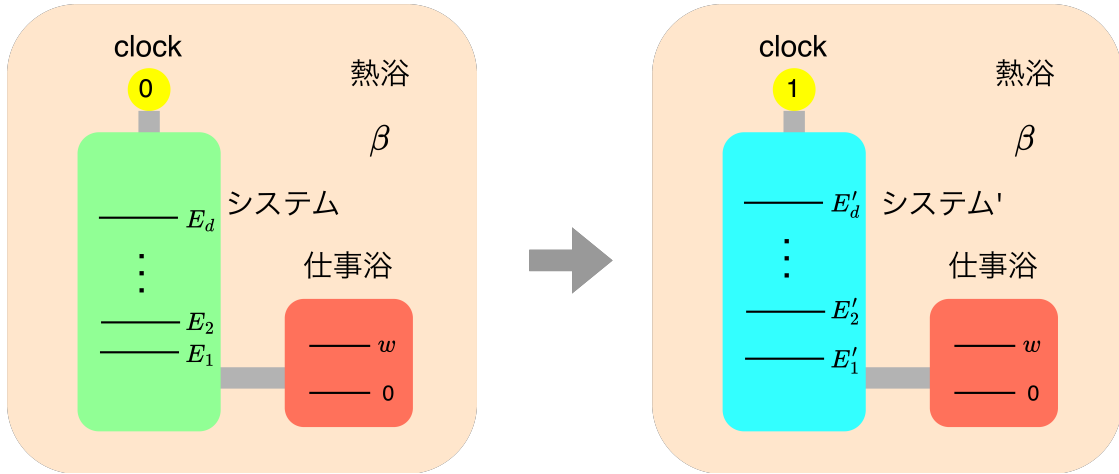 clock
0
熱浴
β
システム
E_d
⋮
E_2
E_1
仕事浴
w
0
clock
1
熱浴
β
システム'
E'_d
⋮
E'_2
E'_1
仕事浴
w
0